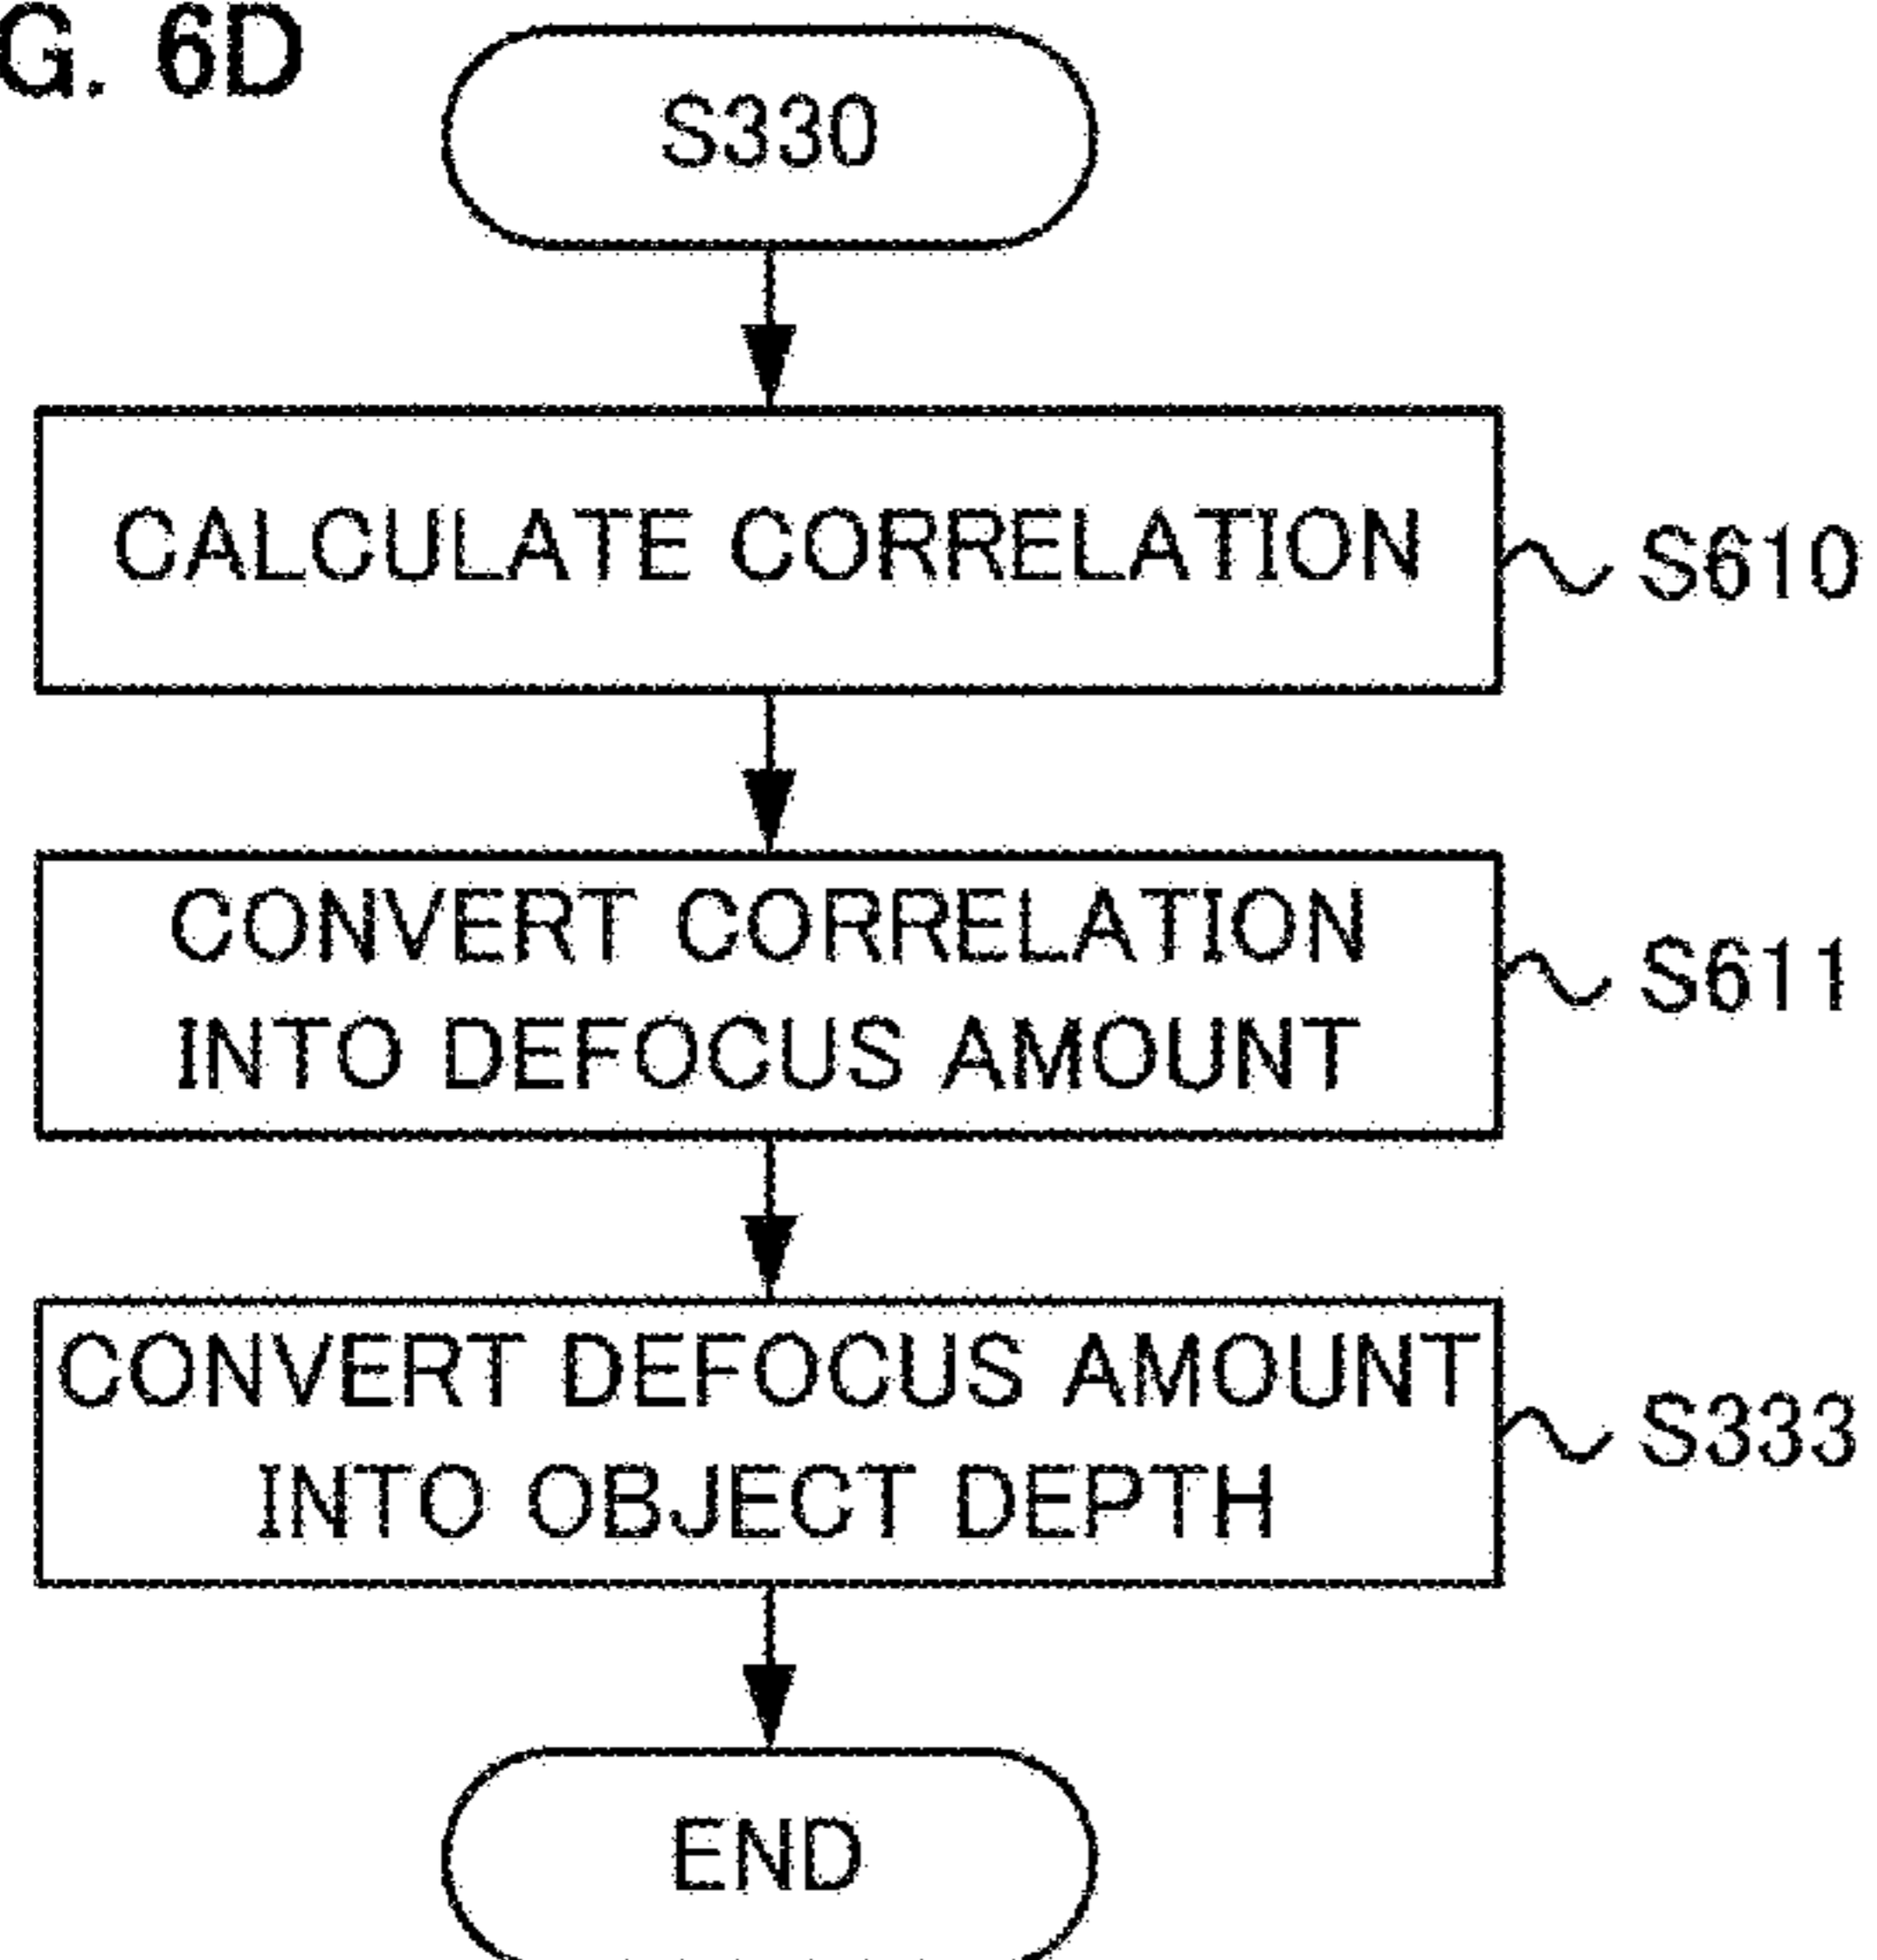 G. 6D
S330
CALCULATE CORRELATION
S610
CONVERT CORRELATION
INTO DEFOCUS AMOUNT
S611
CONVERT DEFOCUS AMOUNT
INTO OBJECT DEPTH
S333
END